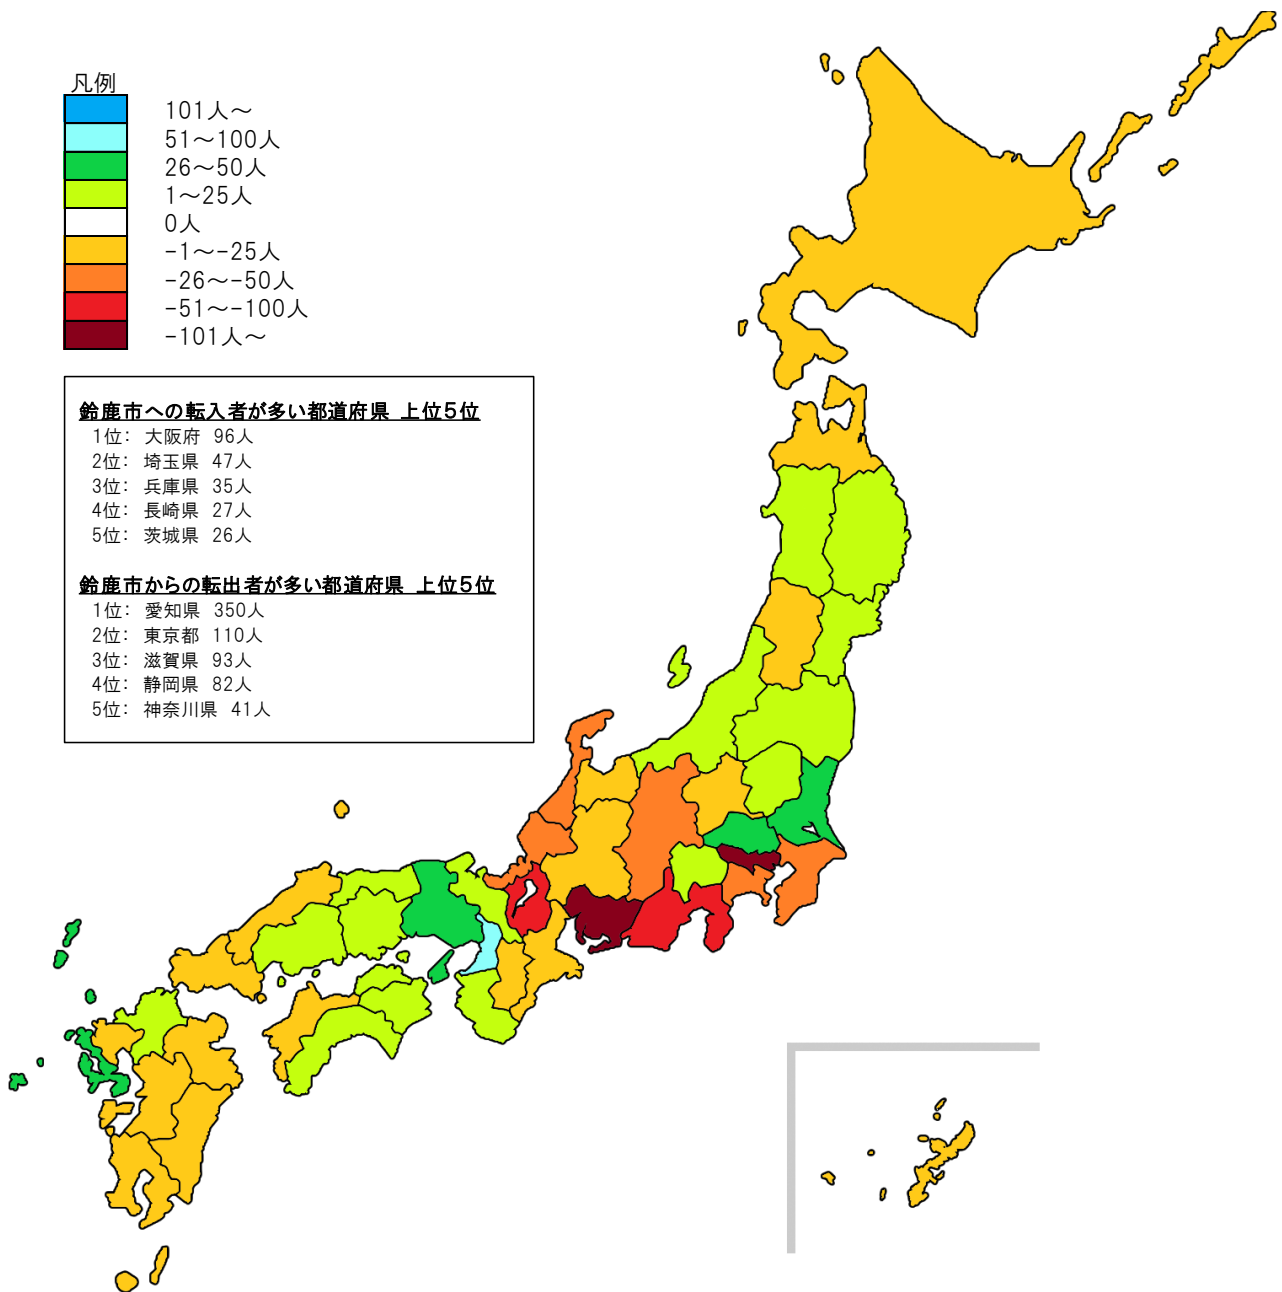 凡例
101人～
51～100人
26～50人
1～25人
0人
-1～-25人
-26～-50人
-51～-100人
-101人～
鈴鹿市への転入者が多い都道府県 上位5位
1位： 大阪府 96人
2位： 埼玉県 47人
3位： 兵庫県 35人
4位： 長崎県 27人
5位： 茨城県 26人
鈴鹿市からの転出者が多い都道府県 上位5位
1位： 愛知県 350人
2位： 東京都 110人
3位： 滋賀県 93人
4位： 静岡県 82人
5位： 神奈川県 41人